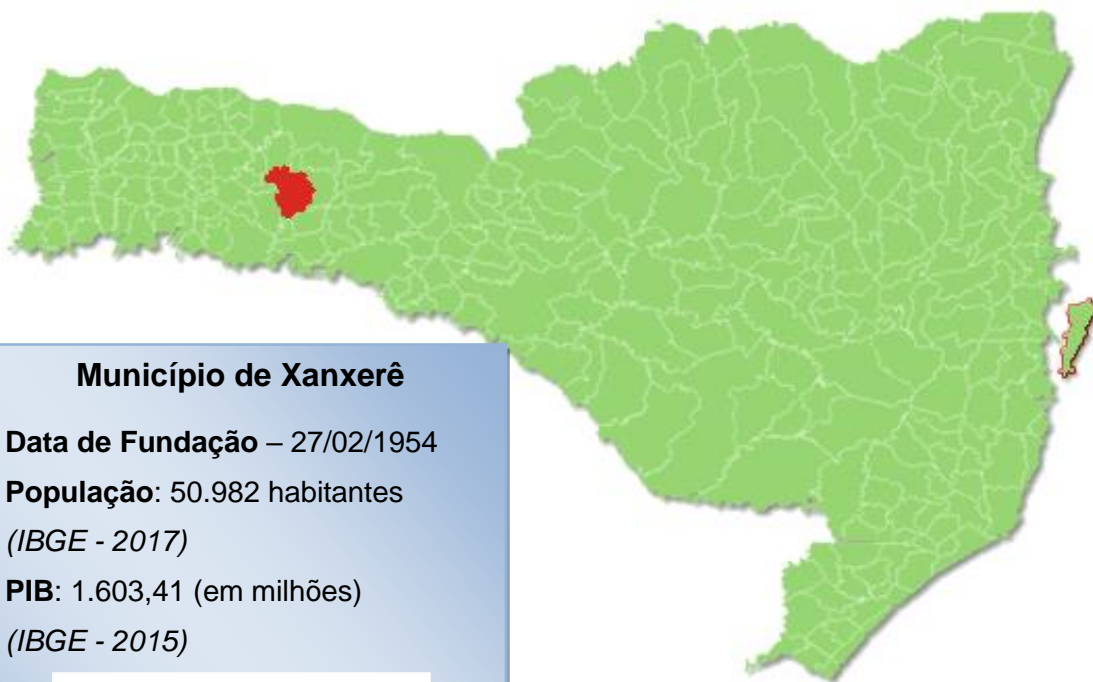 Município de Xanxerê
Data de Fundação – 27/02/1954
População: 50.982 habitantes
(IBGE - 2017)
PIB: 1.603,41 (em milhões)
(IBGE - 2015)